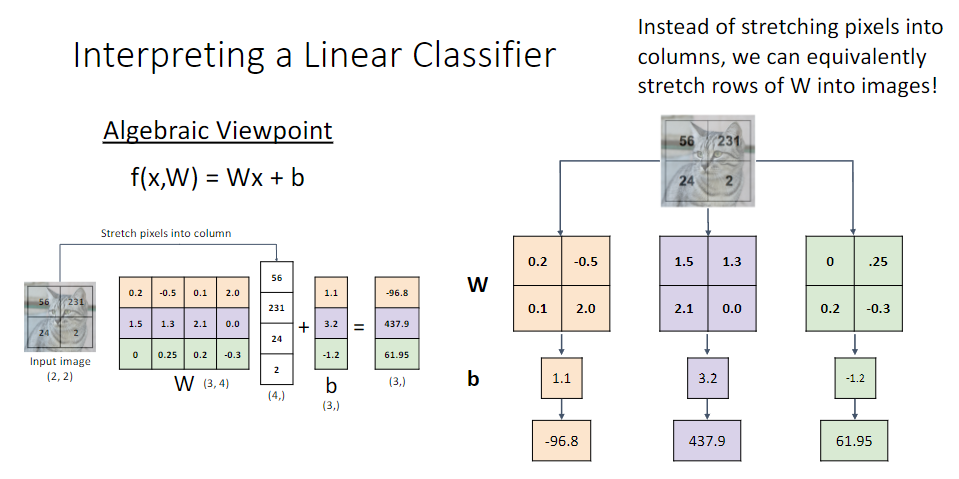 Interpreting a Linear Classifier
Instead of stretching pixels into
columns, we can equivalently
stretch rows of W into images!
Algebraic Viewpoint
f(x,W) = Wx + b
Stretch pixels into column
56 231
24 2
Input image
(2, 2)
0.2 -0.5 0.1 2.0
1.5 1.3 2.1 0.0
0 0.25 0.2 -0.3
W (3, 4)
56
231
24
2
(4,)
+
1.1
3.2
-1.2
b
(3,)
=
-96.8
437.9
61.95
(3,)
56 231
24 2
W
0.2 -0.5
0.1 2.0
1.5 1.3
2.1 0.0
0 .25
0.2 -0.3
b
1.1
3.2
-1.2
-96.8
437.9
61.95